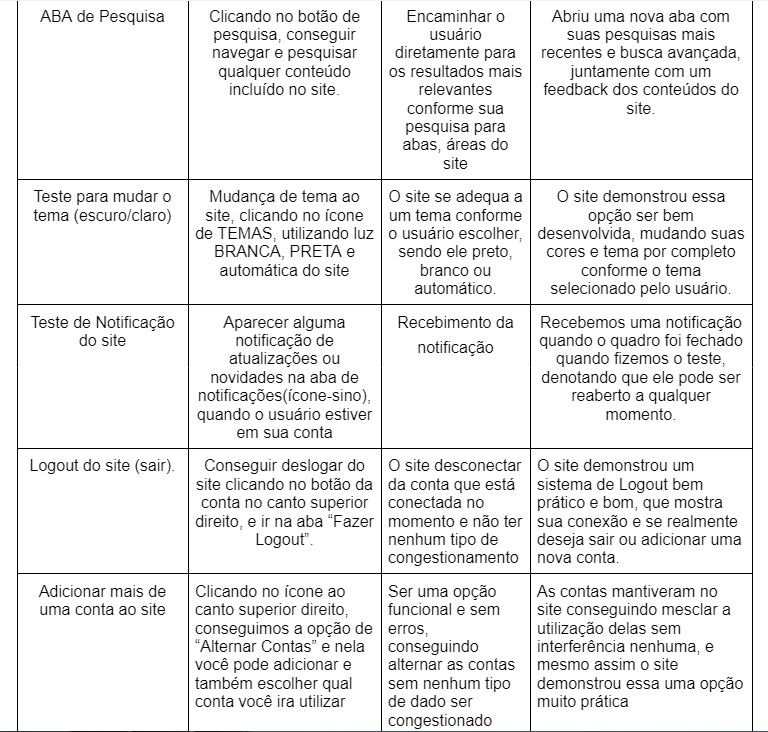 ABA de Pesquisa
Clicando no botão de
pesquisa, conseguir
navegar e pesquisar
qualquer conteúdo
incluído no site.
Encaminhar o
usuário
diretamente para
os resultados mais
relevantes
conforme sua
pesquisa para
abas, áreas do
site
Abriu uma nova aba com
suas pesquisas mais
recentes e busca avançada,
juntamente com um
feedback dos conteúdos do
site.
Teste para mudar o
tema (escuro/claro)
Mudança de tema ao
site, clicando no ícone
de TEMAS, utilizando luz
BRANCA, PRETA e
automática do site
O site se adequa a
um tema conforme
o usuário escolher,
sendo ele preto,
branco ou
automático.
O site demonstrou essa
opção ser bem
desenvolvida, mudando suas
cores e tema por completo
conforme o tema
selecionado pelo usuário.
Teste de Notificação
do site
Aparecer alguma
notificação de
atualizações ou
novidades na aba de
notificações(ícone-sino),
quando o usuário estiver
em sua conta
Recebimento da
notificação
Recebemos uma notificação
quando o quadro foi fechado
quando fizemos o teste,
denotando que ele pode ser
reaberto a qualquer
momento.
Logout do site (sair).
Conseguir deslogar do
site clicando no botão da
conta no canto superior
direito, e ir na aba “Fazer
Logout”.
O site desconectar
da conta que está
conectada no
momento e não ter
nenhum tipo de
congestionamento
O site demonstrou um
sistema de Logout bem
prático e bom, que mostra
sua conexão e se realmente
deseja sair ou adicionar uma
nova conta.
Adicionar mais de
uma conta ao site
Clicando no ícone ao
canto superior direito,
conseguimos a opção de
“Alternar Contas” e nela
você pode adicionar e
também escolher qual
conta você ira utilizar
Ser uma opção
funcional e sem
erros,
conseguindo
alternar as contas
sem nenhum tipo
de dado ser
congestionado
As contas mantiveram no
site conseguindo mesclar a
utilização delas sem
interferência nenhuma, e
mesmo assim o site
demonstrou essa uma opção
muito prática